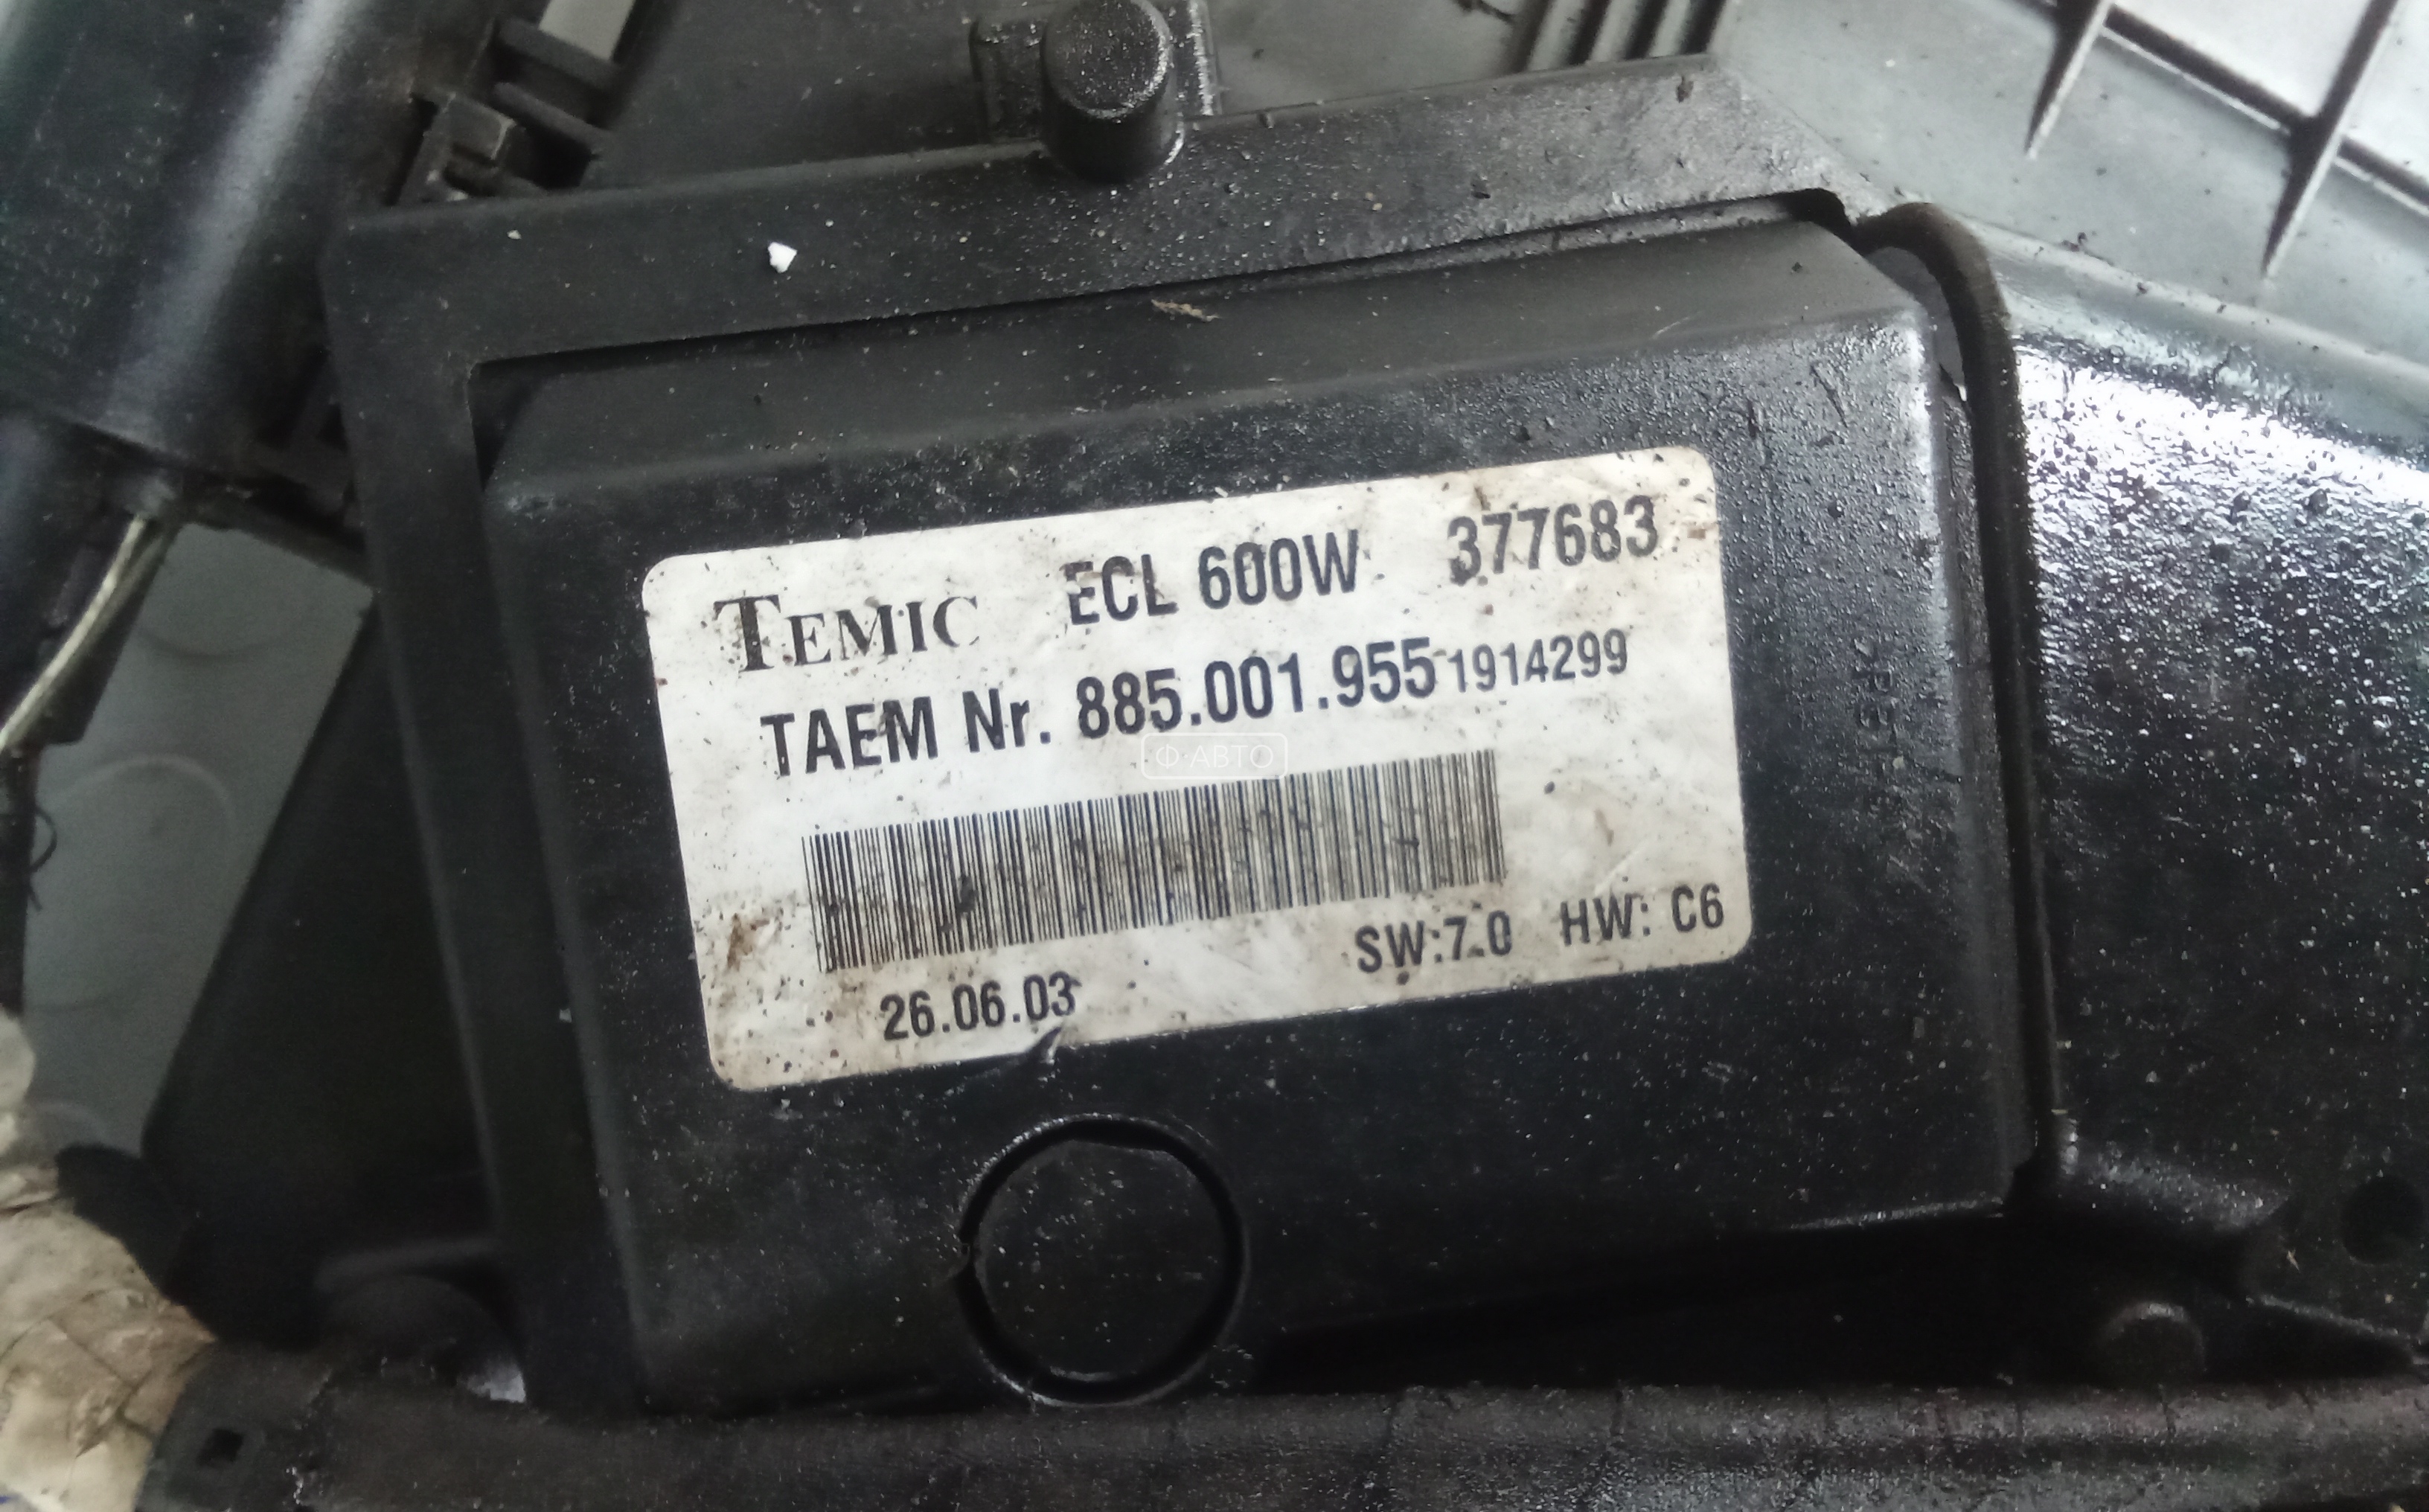 TEMIC ECL 600W 377683
TAEM Nr. 885.001.955 1914299
Ф·АВТО
26.06.03 SW:7.0 HW: C6